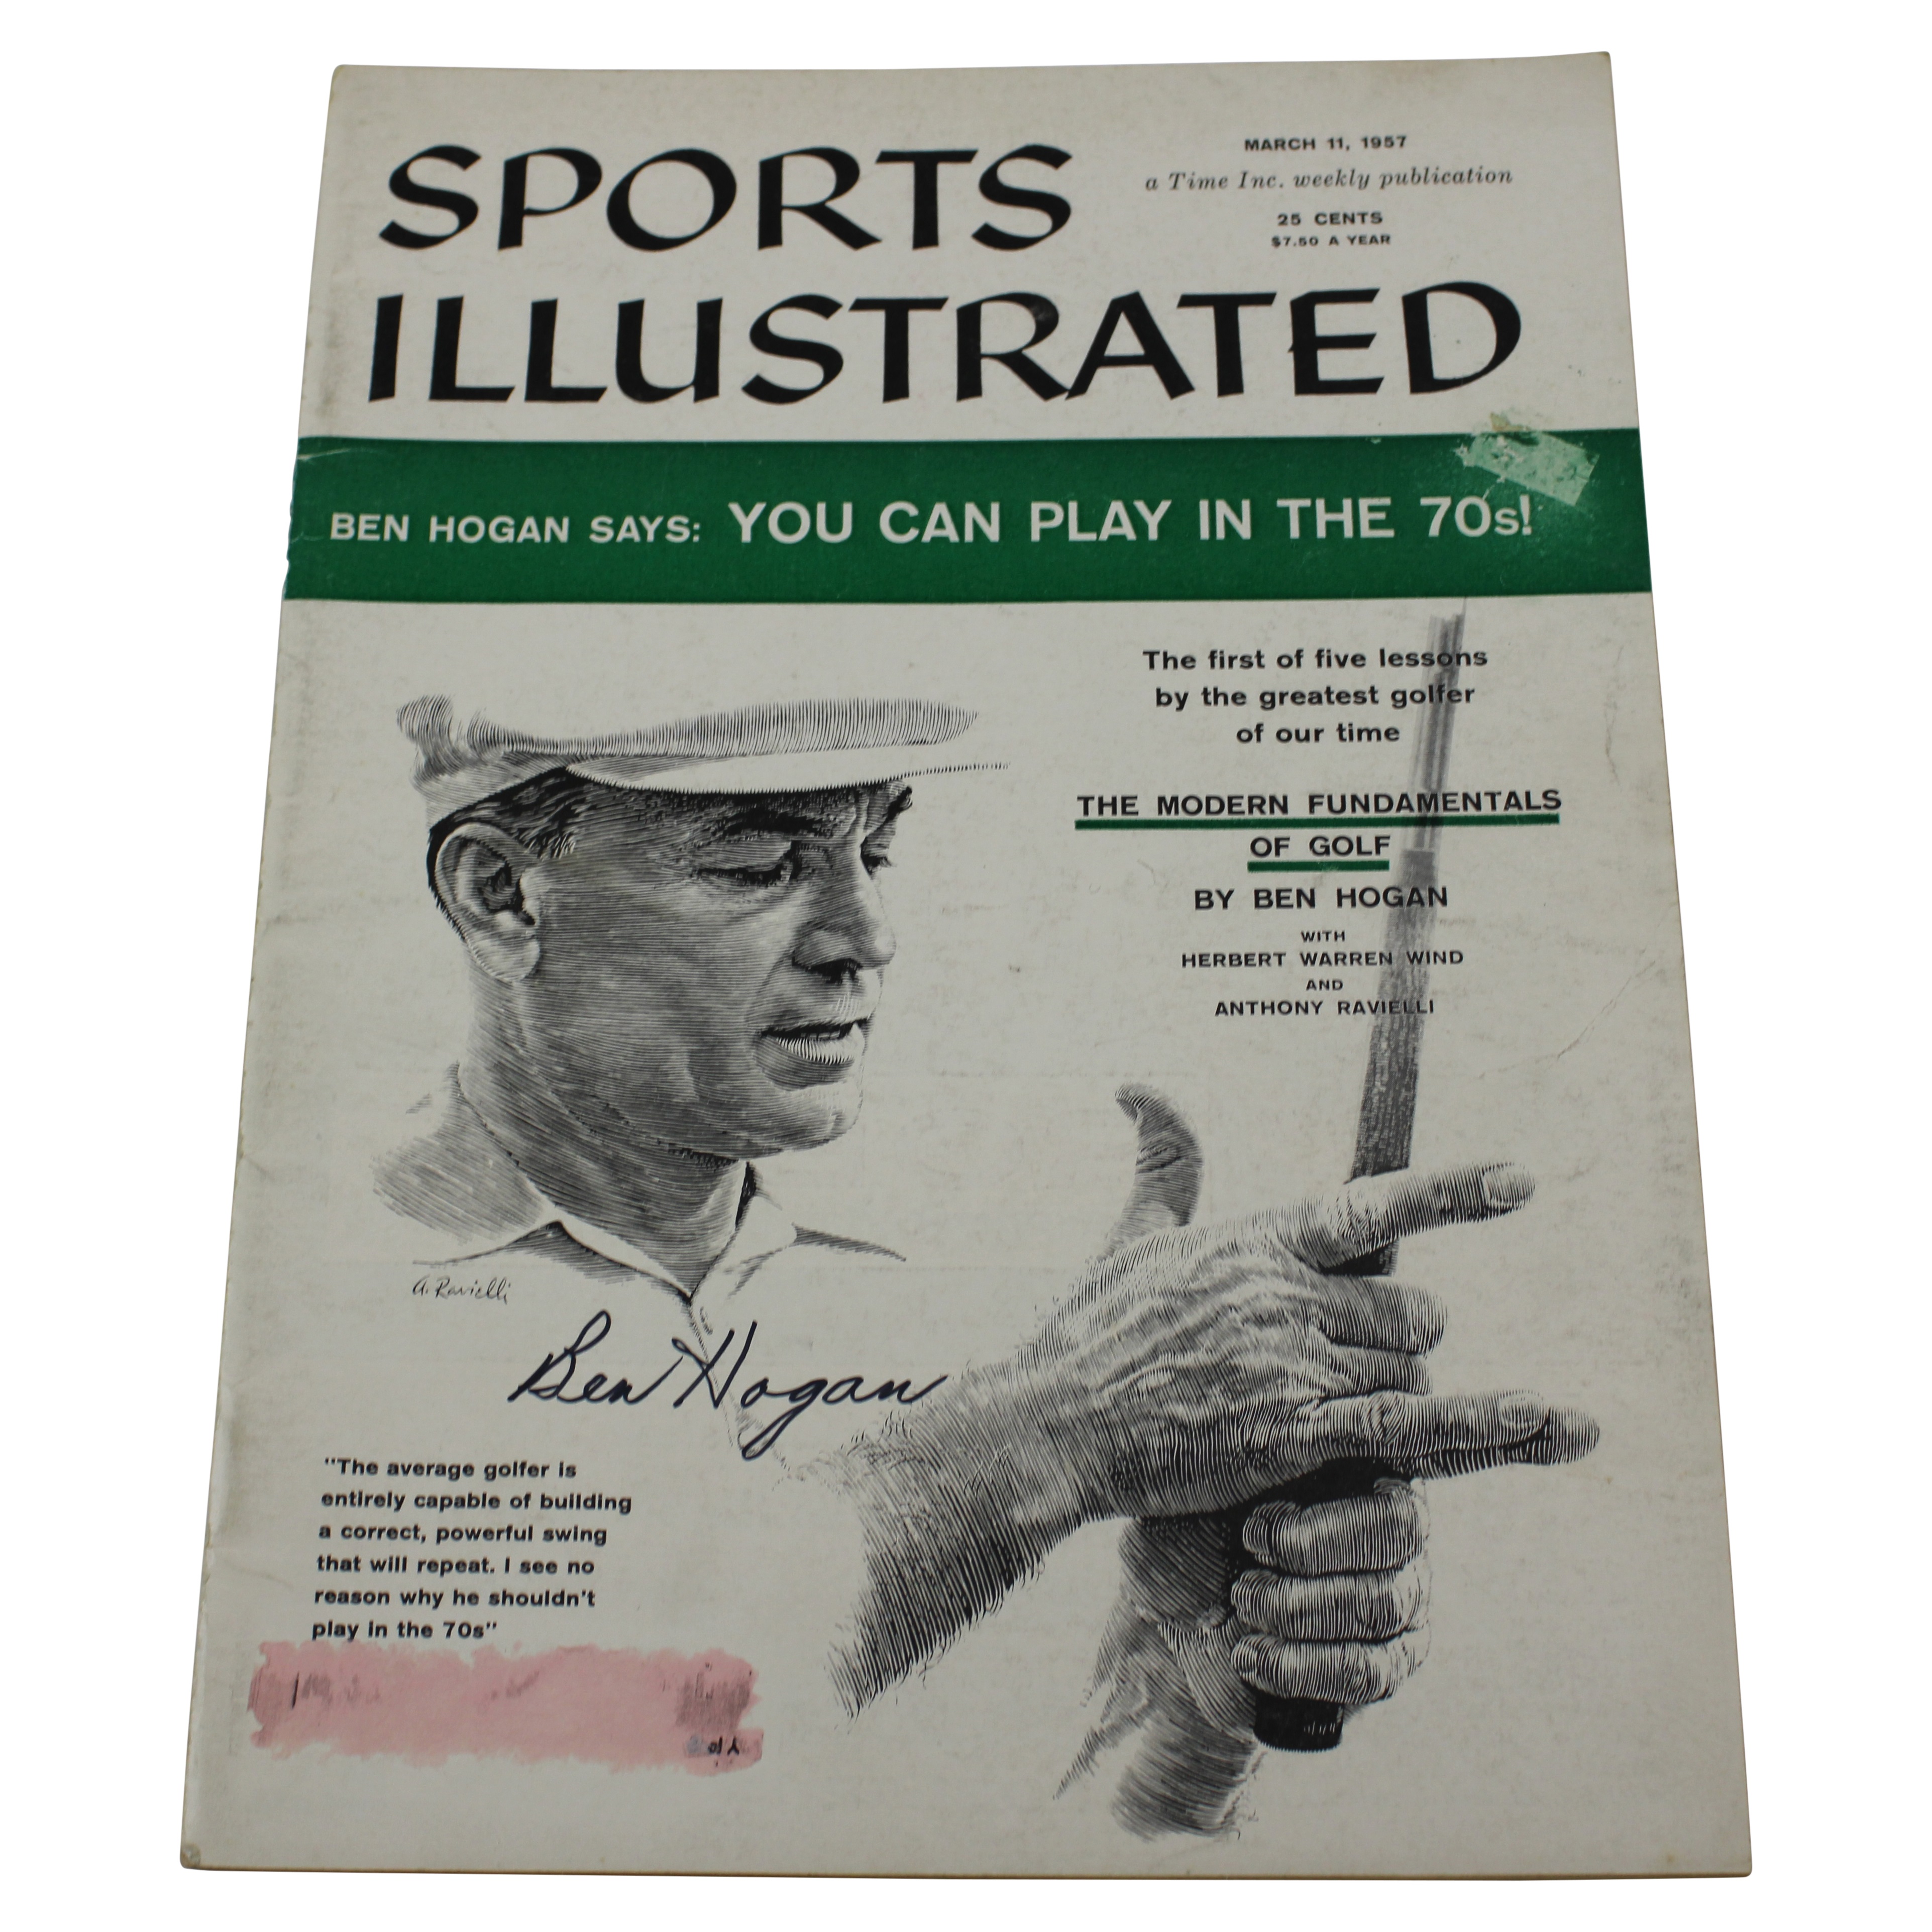 SPORTS
ILLUSTRATED
MARCH 11, 1957
a Time Inc. weekly publication
25 CENTS
$7.50 A YEAR
BEN HOGAN SAYS: YOU CAN PLAY IN THE 70s!
The first of five lessons
by the greatest golfer
of our time
THE MODERN FUNDAMENTALS
OF GOLF
BY BEN HOGAN
WITH
HERBERT WARREN WIND
AND
ANTHONY RAVIELLI
A. Ravielli
Ben Hogan
"The average golfer is
entirely capable of building
a correct, powerful swing
that will repeat. I see no
reason why he shouldn't
play in the 70s"